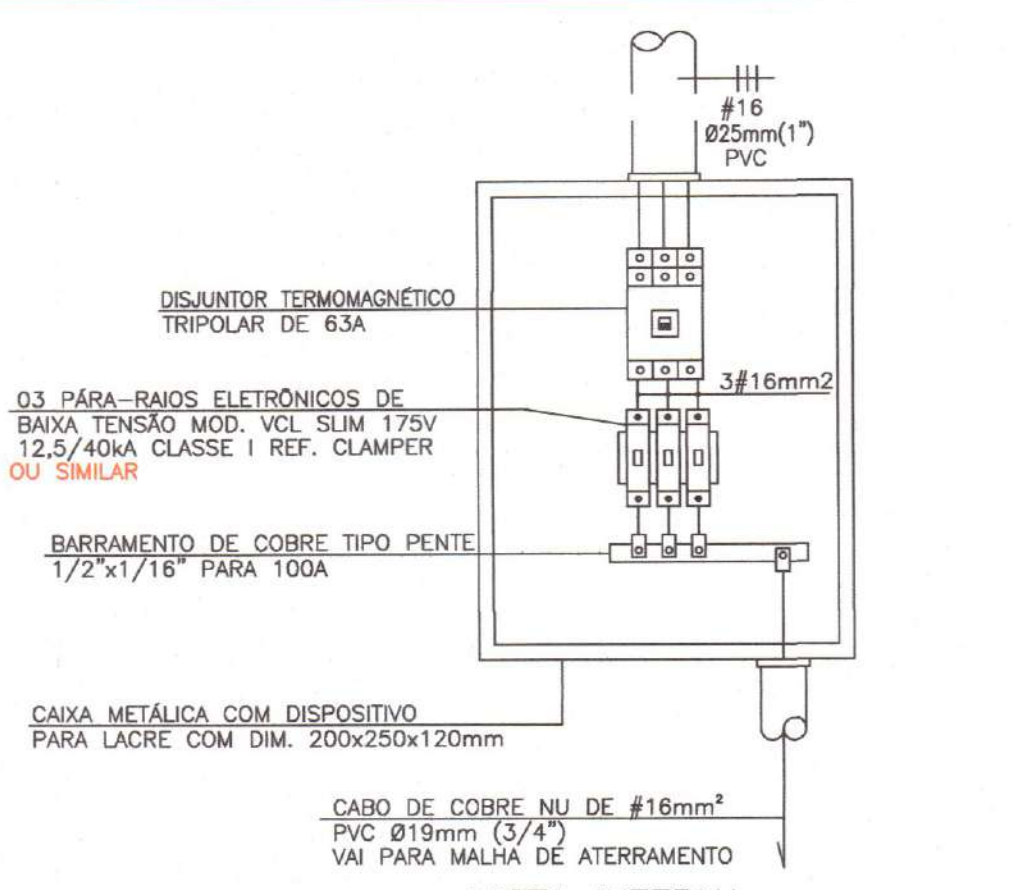 #16
Ø25mm(1")
PVC
DISJUNTOR TERMOMAGNÉTICO
TRIPOLAR DE 63A
3#16mm2
03 PÁRA-RAIOS ELETRÔNICOS DE
BAIXA TENSÃO MOD. VCL SLIM 175V
12,5/40kA CLASSE I REF. CLAMPER
OU SIMILAR
BARRAMENTO DE COBRE TIPO PENTE
1/2"x1/16" PARA 100A
CAIXA METÁLICA COM DISPOSITIVO
PARA LACRE COM DIM. 200x250x120mm
CABO DE COBRE NU DE #16mm²
PVC Ø19mm (3/4")
VAI PARA MALHA DE ATERRAMENTO